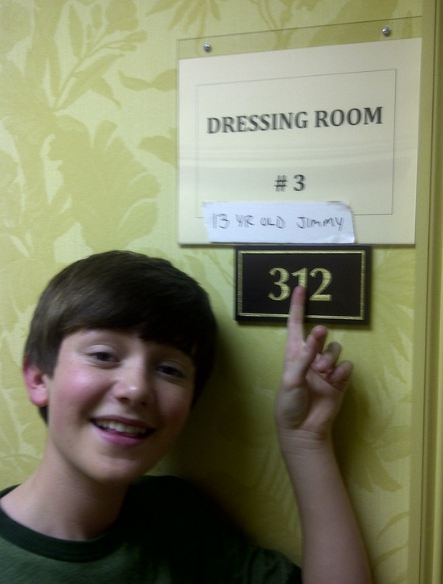 DRESSING ROOM
# 3
13 YR OLD JIMMY
312